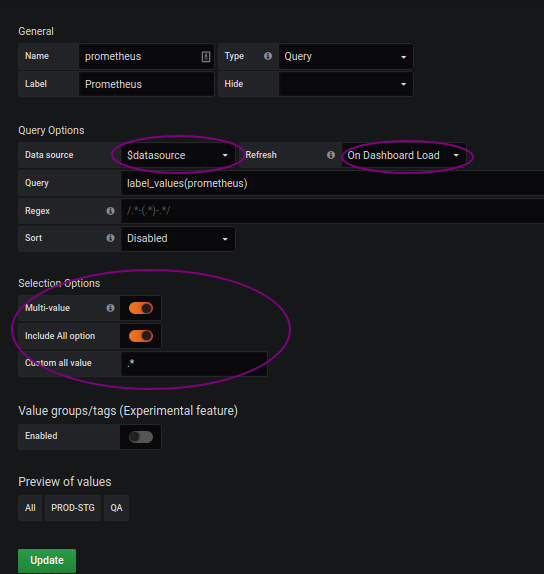 General
Name prometheus Type Query
Label Prometheus Hide
Query Options
Data source $datasource Refresh On Dashboard Load
Query label_values(prometheus)
Regex /.*-(.*)-.*/
Sort Disabled
Selection Options
Multi-value
Include All option
Custom all value .*
Value groups/tags (Experimental feature)
Enabled
Preview of values
All PROD-STG QA
Update